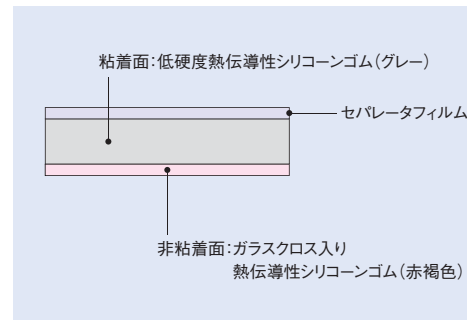 粘着面：低硬度熱伝導性シリコーンゴム（グレー）
セパレータフィルム
非粘着面：ガラスクロス入り
熱伝導性シリコーンゴム（赤褐色）